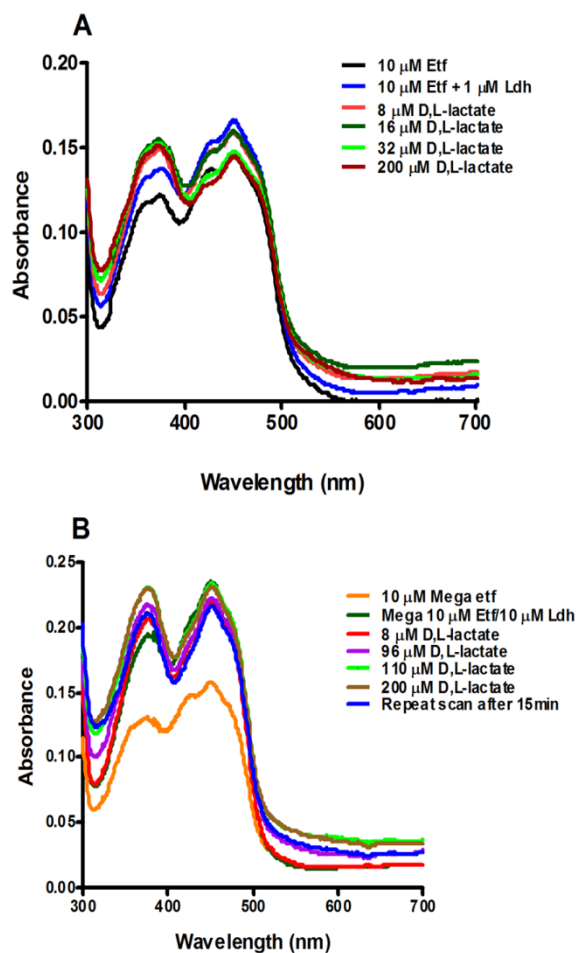 A
0.20
0.15
0.10
0.05
0.00
Absorbance
300
400
500
600
700
Wavelength (nm)
10 µM Etf
10 µM Etf + 1 µM Ldh
8 µM D,L-lactate
16 µM D,L-lactate
32 µM D,L-lactate
200 µM D,L-lactate
B
0.25
0.20
0.15
0.10
0.05
0.00
Absorbance
300
400
500
600
700
Wavelength (nm)
10 µM Mega etf
Mega 10 µM Etf/10 µM Ldh
8 µM D,L-lactate
96 µM D,L-lactate
110 µM D,L-lactate
200 µM D,L-lactate
Repeat scan after 15min